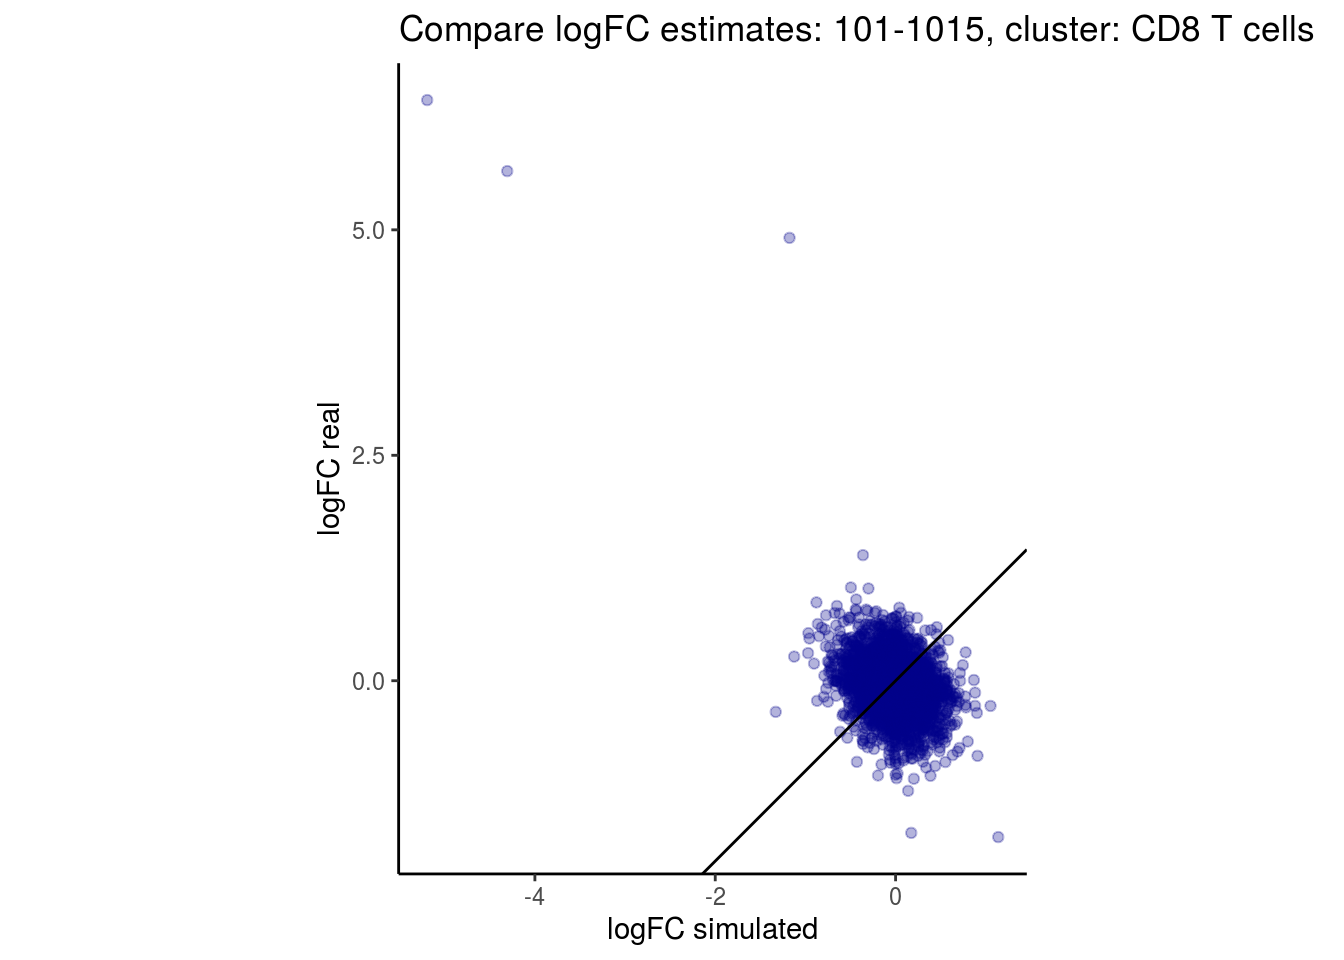 Compare logFC estimates: 101-1015, cluster: CD8 T cells
5.0
2.5
0.0
logFC real
-4
-2
0
logFC simulated